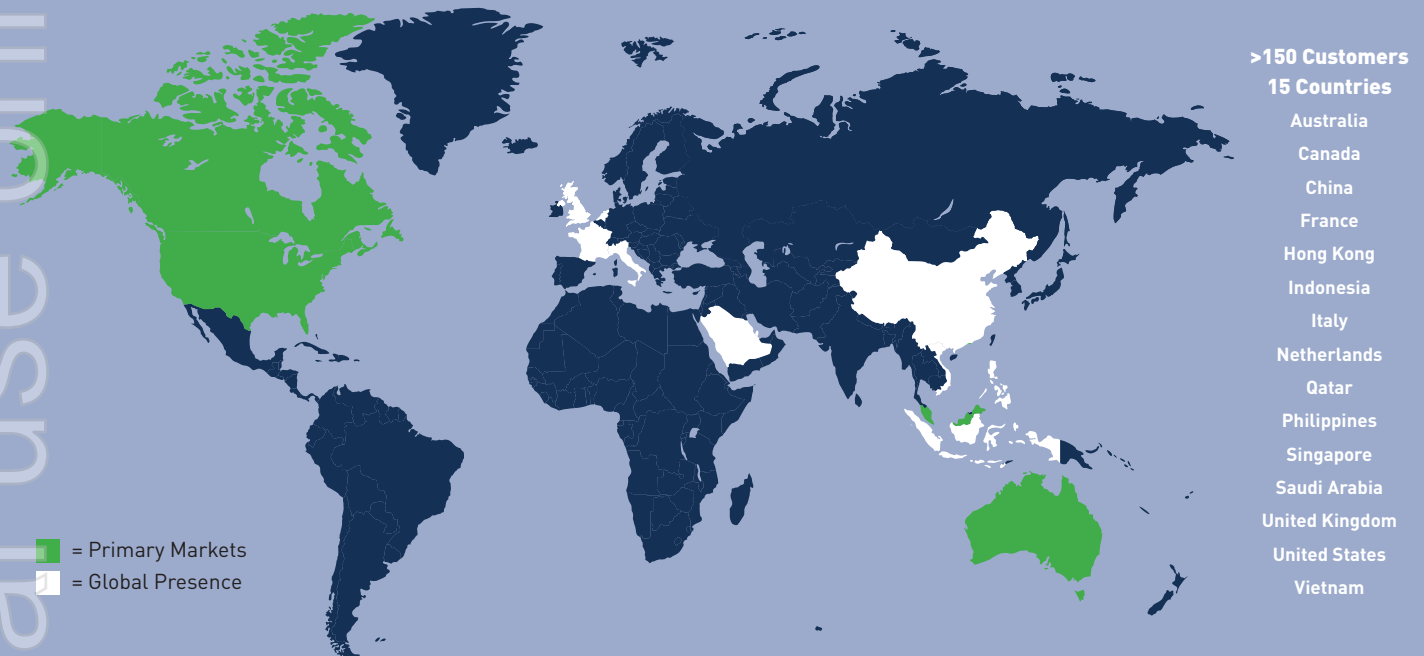 >150 Customers
15 Countries
Australia
Canada
China
France
Hong Kong
Indonesia
Italy
Netherlands
Qatar
Philippines
Singapore
Saudi Arabia
United Kingdom
United States
Vietnam
= Primary Markets
= Global Presence
use